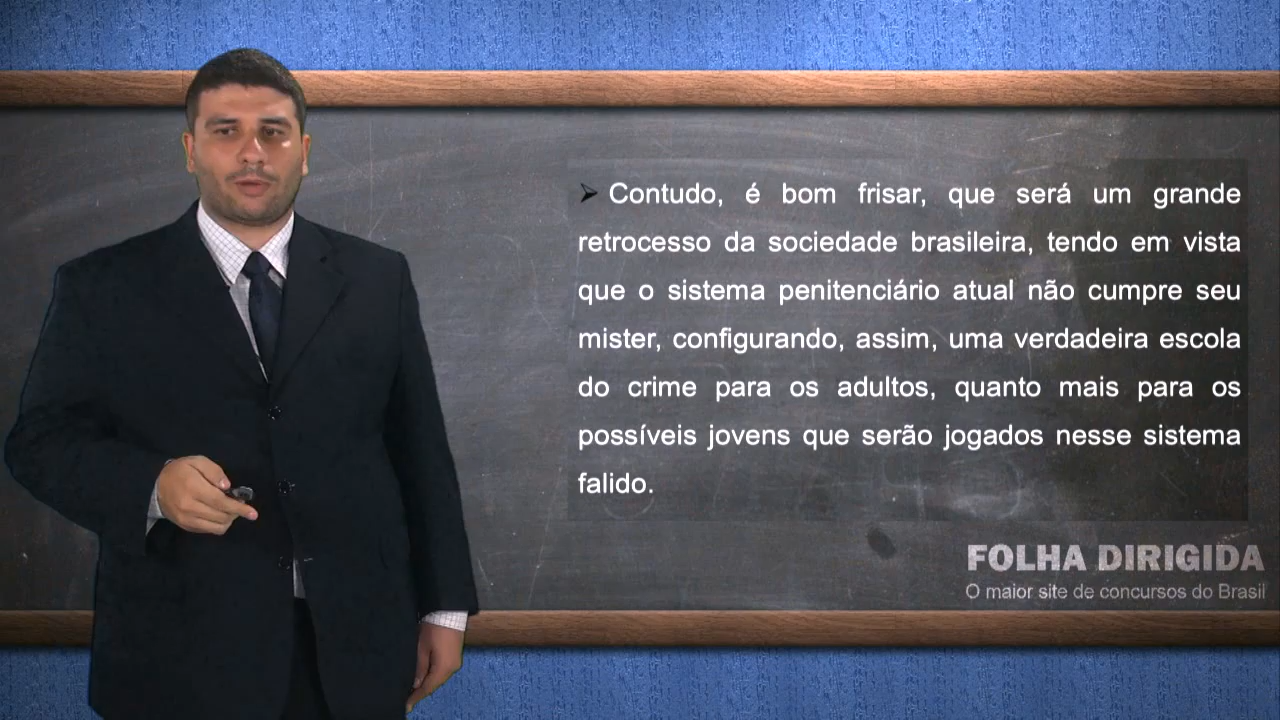 Contudo, é bom frisar, que será um grande
retrocesso da sociedade brasileira, tendo em vista
que o sistema penitenciário atual não cumpre seu
mister, configurando, assim, uma verdadeira escola
do crime para os adultos, quanto mais para os
possíveis jovens que serão jogados nesse sistema
falido.
FOLHA DIRIGIDA
O maior site de concursos do Brasil